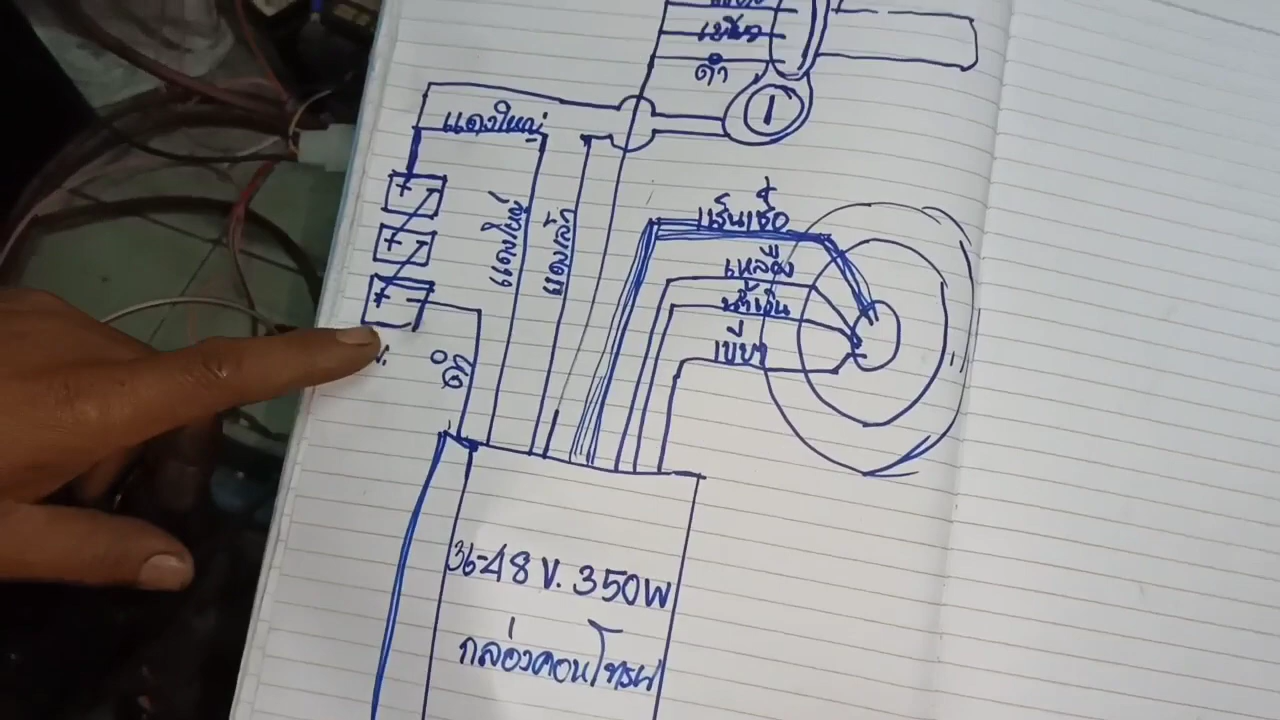 เขียว
ดำ
1
แดงใหญ่
+
+
+
V.
ดำ
แดงใหญ่
แดงเล็ก
เส้นเชื้อ
เหลือง
น้ำเงิน
เขียว
36-48 V. 350W
กล่องคอนโทรล